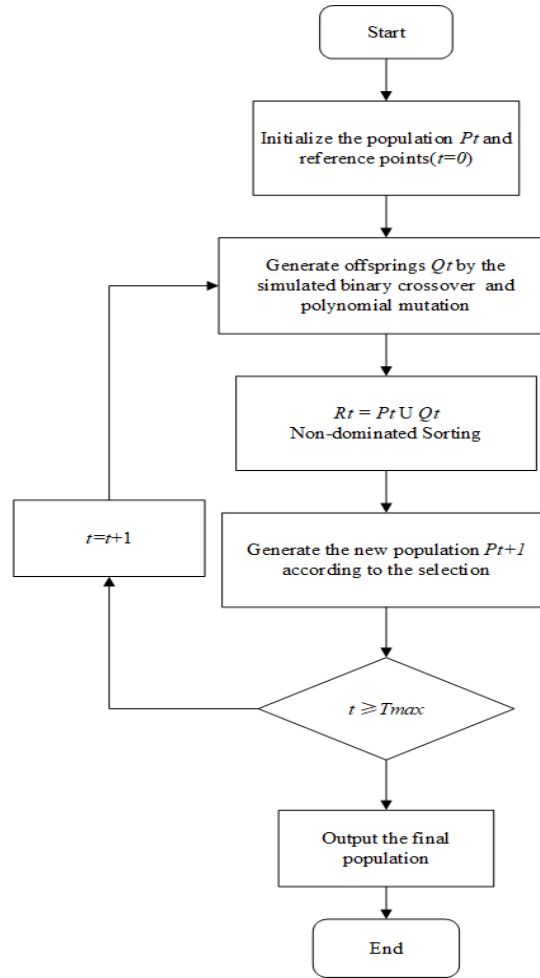 Start
Initialize the population Pt and
reference points(t=0)
Generate offsprings Qt by the
simulated binary crossover and
polynomial mutation
Rt = Pt U Qt
Non-dominated Sorting
t=t+1
Generate the new population Pt+1
according to the selection
t ⩾ Tmax
Output the final
population
End